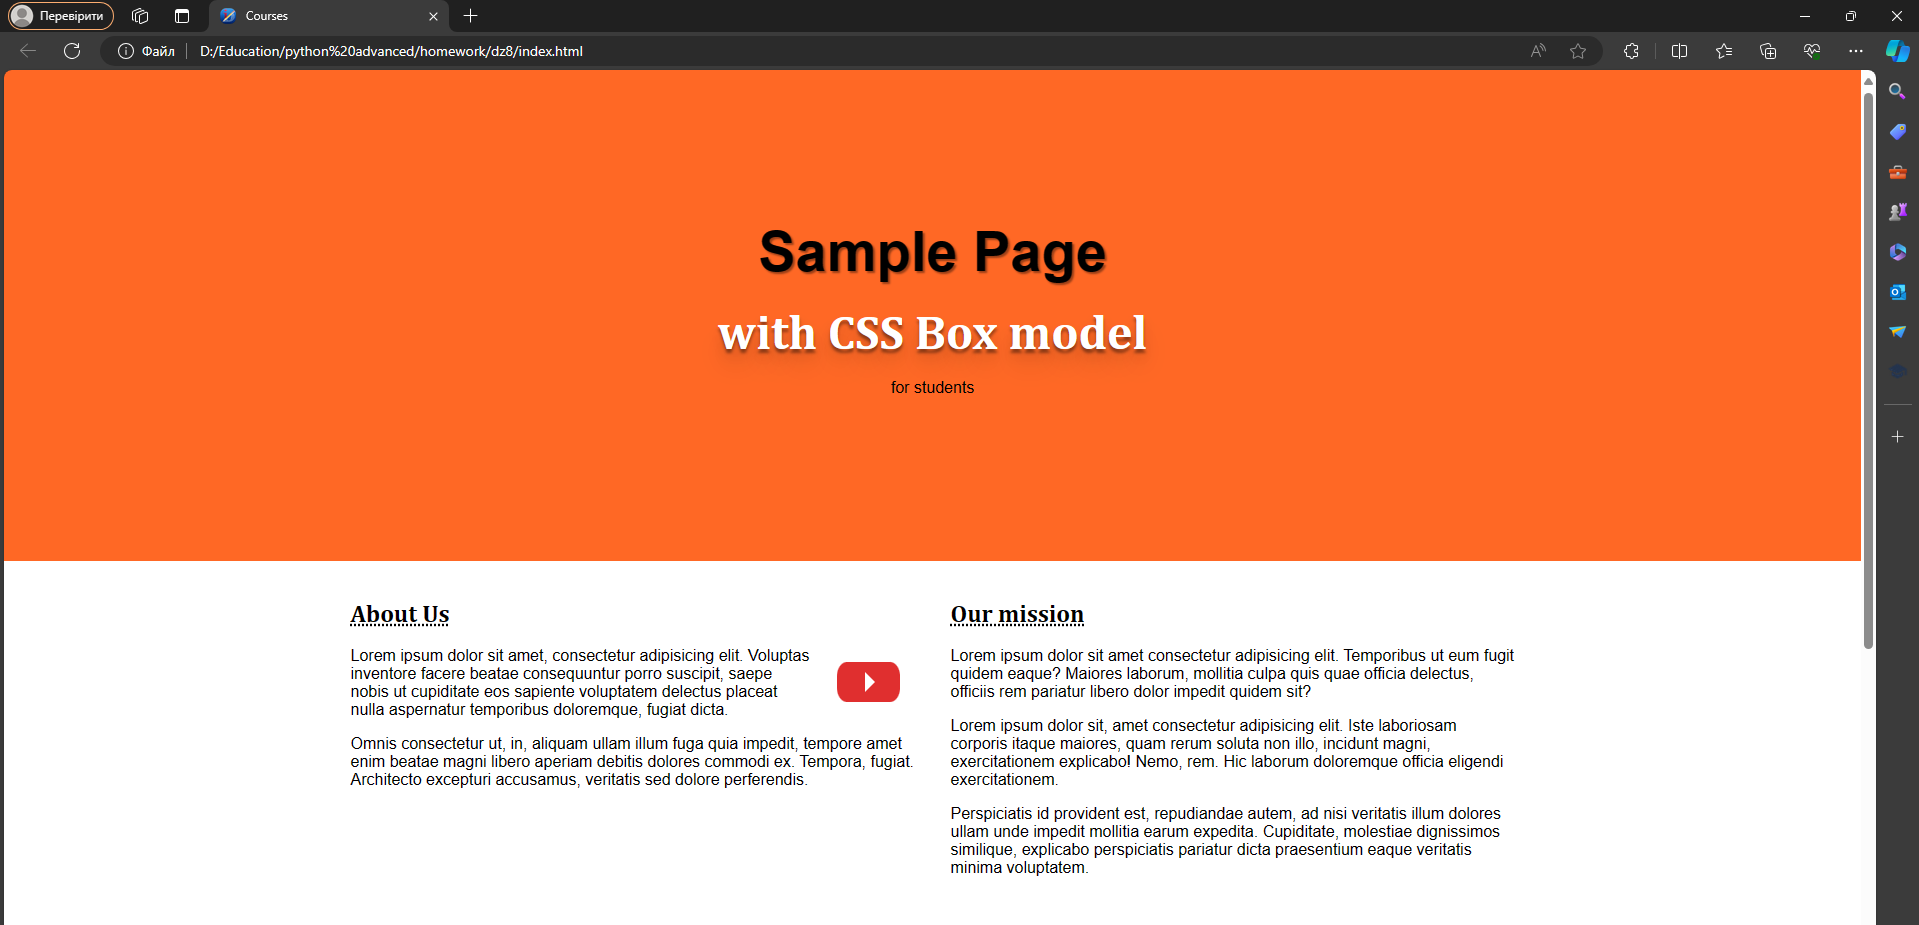 Перевірити
Courses
Файл
D:/Education/python%20advanced/homework/dz8/index.html
Sample Page
with CSS Box model
for students
About Us
Lorem ipsum dolor sit amet, consectetur adipisicing elit. Voluptas
inventore facere beatae consequuntur porro suscipit, saepe
nobis ut cupiditate eos sapiente voluptatem delectus placeat
nulla aspernatur temporibus doloremque, fugiat dicta.
Omnis consectetur ut, in, aliquam ullam illum fuga quia impedit, tempore amet
enim beatae magni libero aperiam debitis dolores commodi ex. Tempora, fugiat.
Architecto excepturi accusamus, veritatis sed dolore perferendis.
Our mission
Lorem ipsum dolor sit amet consectetur adipisicing elit. Temporibus ut eum fugit
quidem eaque? Maiores laborum, mollitia culpa quis quae officia delectus,
officiis rem pariatur libero dolor impedit quidem sit?
Lorem ipsum dolor sit, amet consectetur adipisicing elit. Iste laboriosam
corporis itaque maiores, quam rerum soluta non illo, incidunt magni,
exercitationem explicabo! Nemo, rem. Hic laborum doloremque officia eligendi
exercitationem.
Perspiciatis id provident est, repudiandae autem, ad nisi veritatis illum dolores
ullam unde impedit mollitia earum expedita. Cupiditate, molestiae dignissimos
similique, explicabo perspiciatis pariatur dicta praesentium eaque veritatis
minima voluptatem.